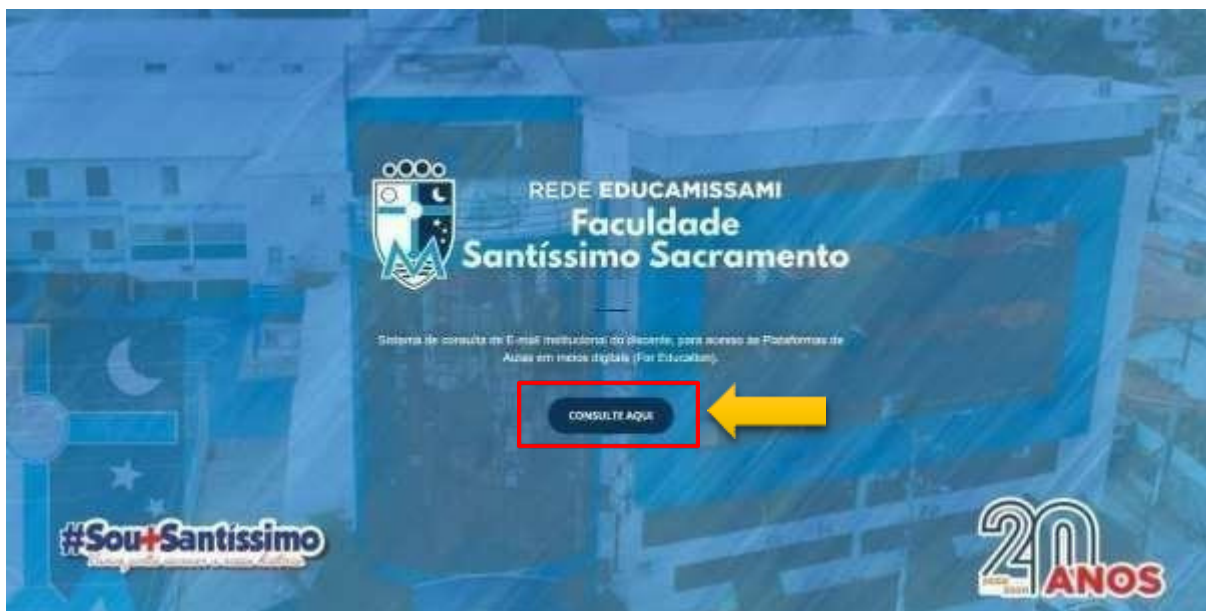 REDE EDUCAMISSAMI
Faculdade
Santíssimo Sacramento
Sistema de consulta de E-mail institucional do discente, para acesso às Plataformas de
Aulas em meios digitais (For Education).
CONSULTE AQUI
#Sou+Santíssimo
20
ANOS